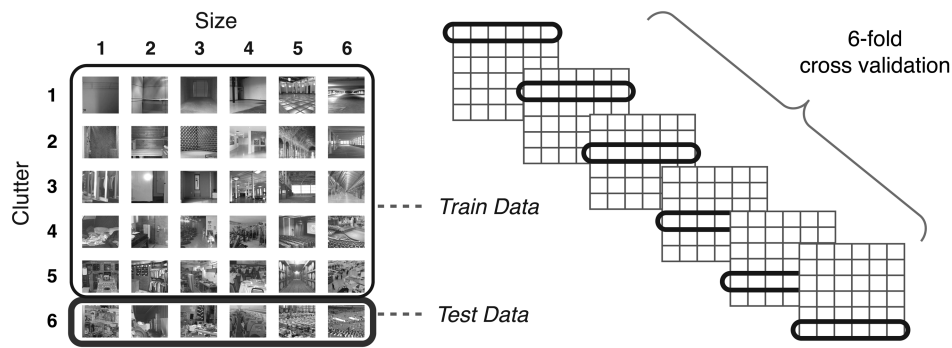 Size
1 2 3 4 5 6
Clutter
1
2
3
4
5
6
Train Data
Test Data
6-fold
cross validation